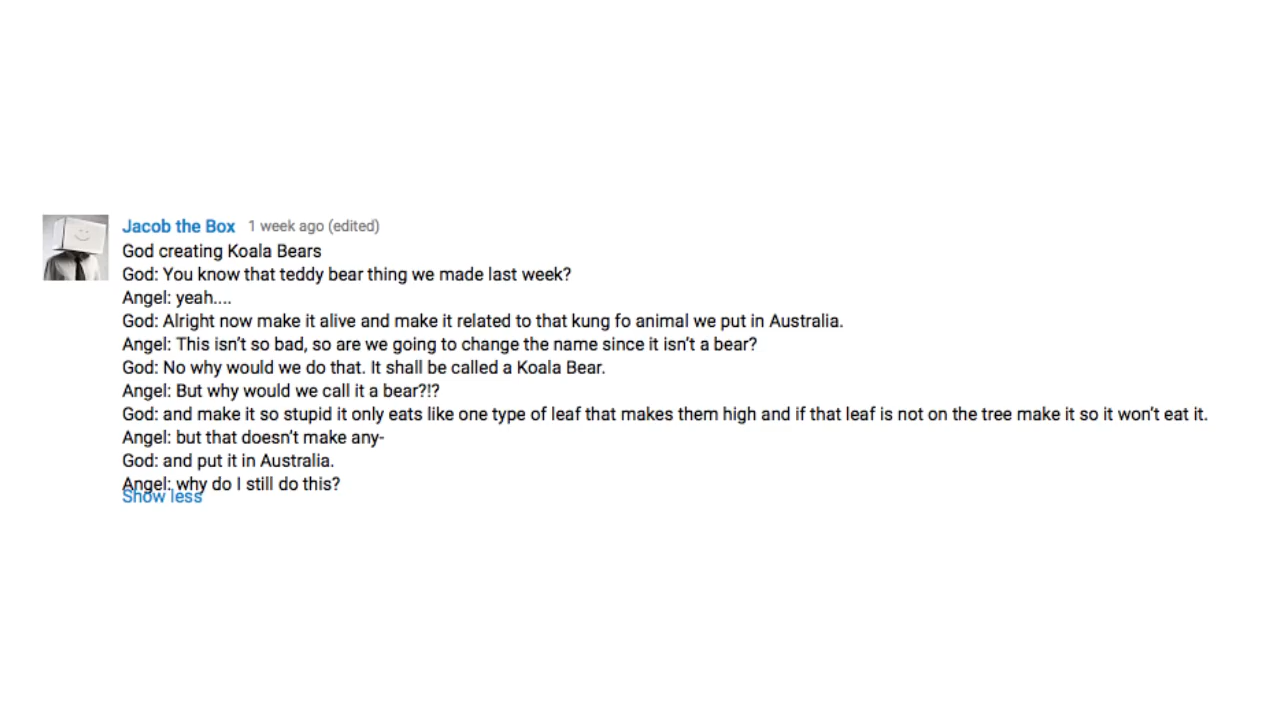 Jacob the Box 1 week ago (edited)
God creating Koala Bears
God: You know that teddy bear thing we made last week?
Angel: yeah....
God: Alright now make it alive and make it related to that kung fo animal we put in Australia.
Angel: This isn't so bad, so are we going to change the name since it isn't a bear?
God: No why would we do that. It shall be called a Koala Bear.
Angel: But why would we call it a bear?!?
God: and make it so stupid it only eats like one type of leaf that makes them high and if that leaf is not on the tree make it so it won't eat it.
Angel: but that doesn't make any-
God: and put it in Australia.
Angel: why do I still do this?
Show less